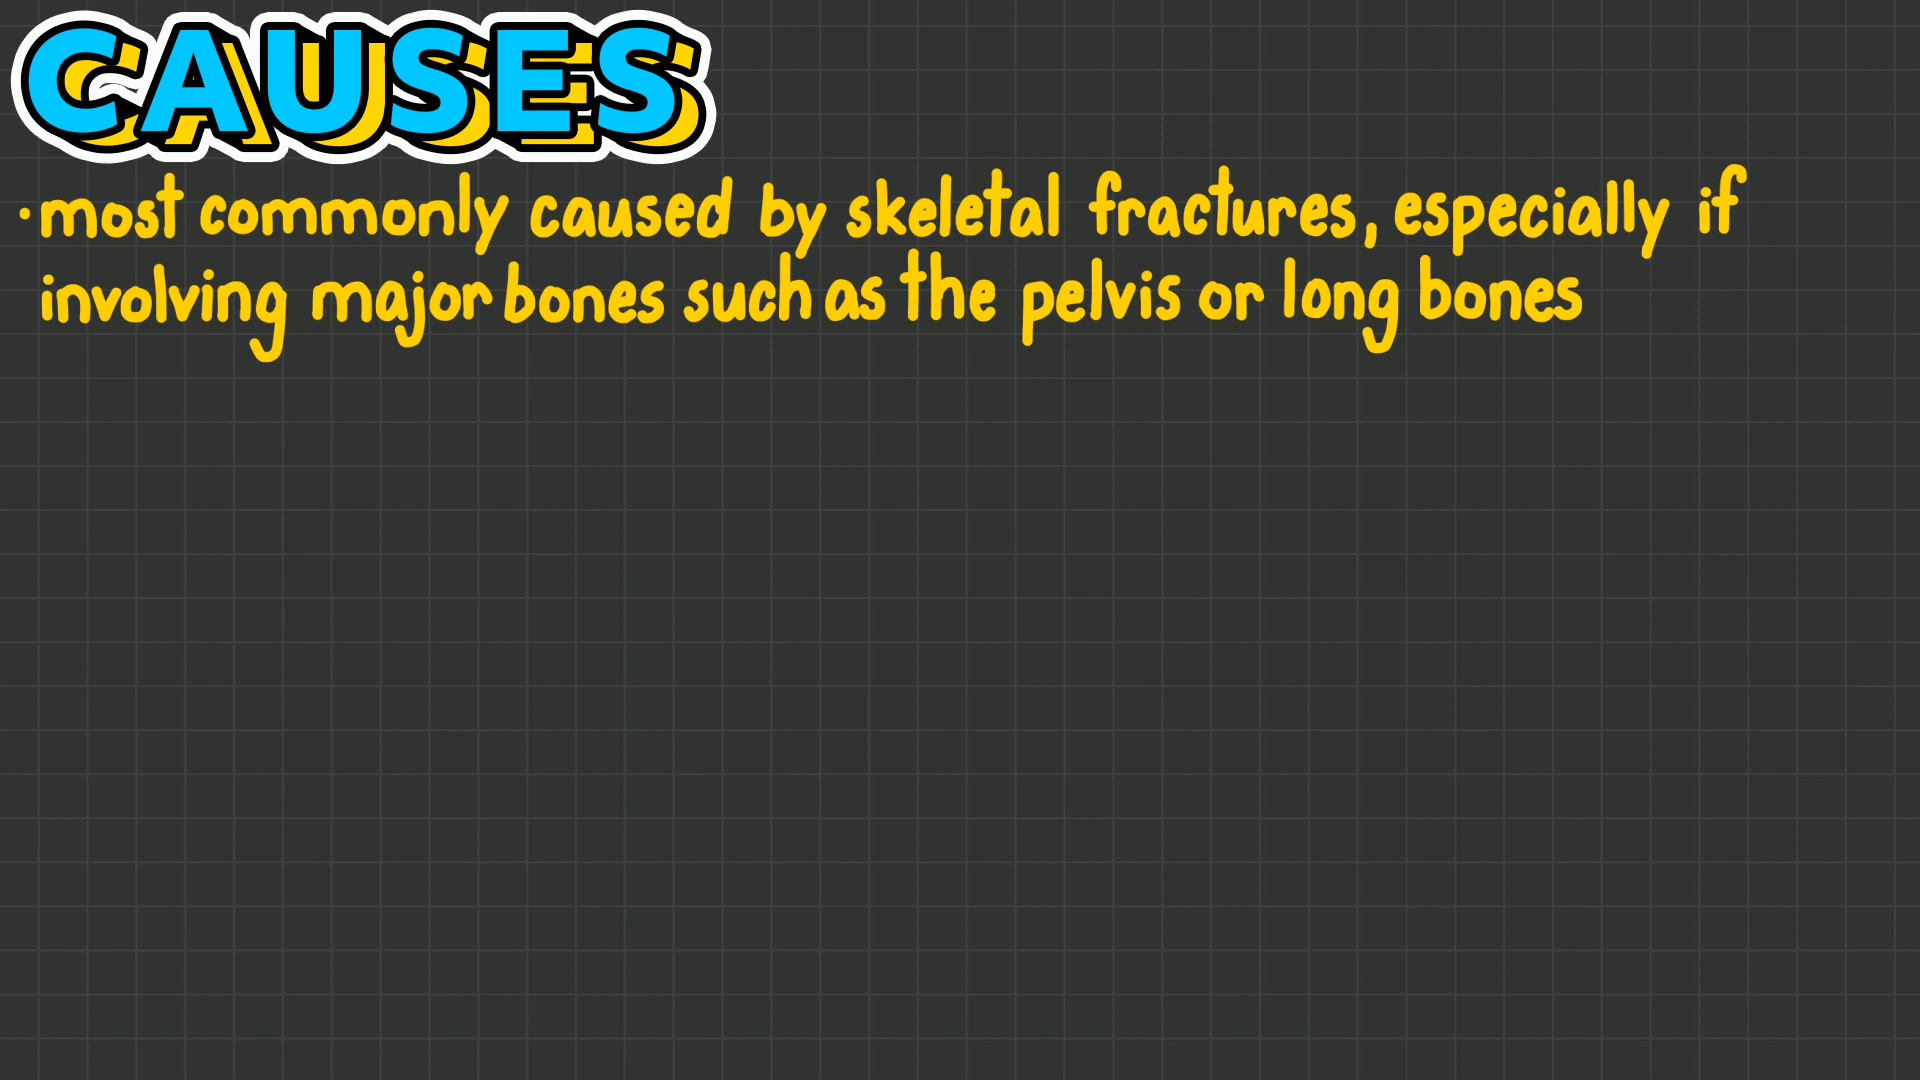 CAUSES
· most commonly caused by skeletal fractures, especially if
involving major bones such as the pelvis or long bones